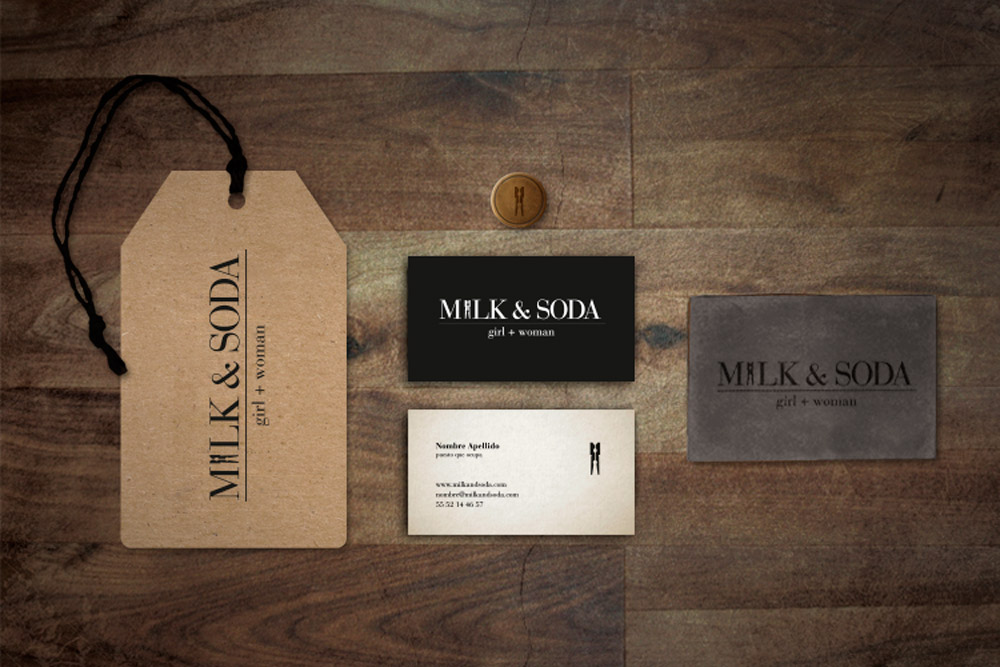 MILK & SODA
girl + woman
MILK & SODA
girl + woman
Nombre Apellido
puesto que ocupa
www.milkandsoda.com
nombre@milkandsoda.com
55 52 14 46 57
MILK & SODA
girl + woman